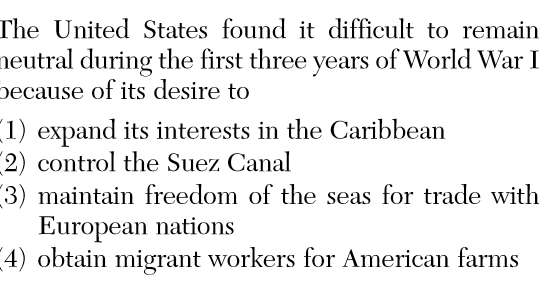 The United States found it difficult to remain
neutral during the first three years of World War I
because of its desire to
(1) expand its interests in the Caribbean
(2) control the Suez Canal
(3) maintain freedom of the seas for trade with
European nations
(4) obtain migrant workers for American farms